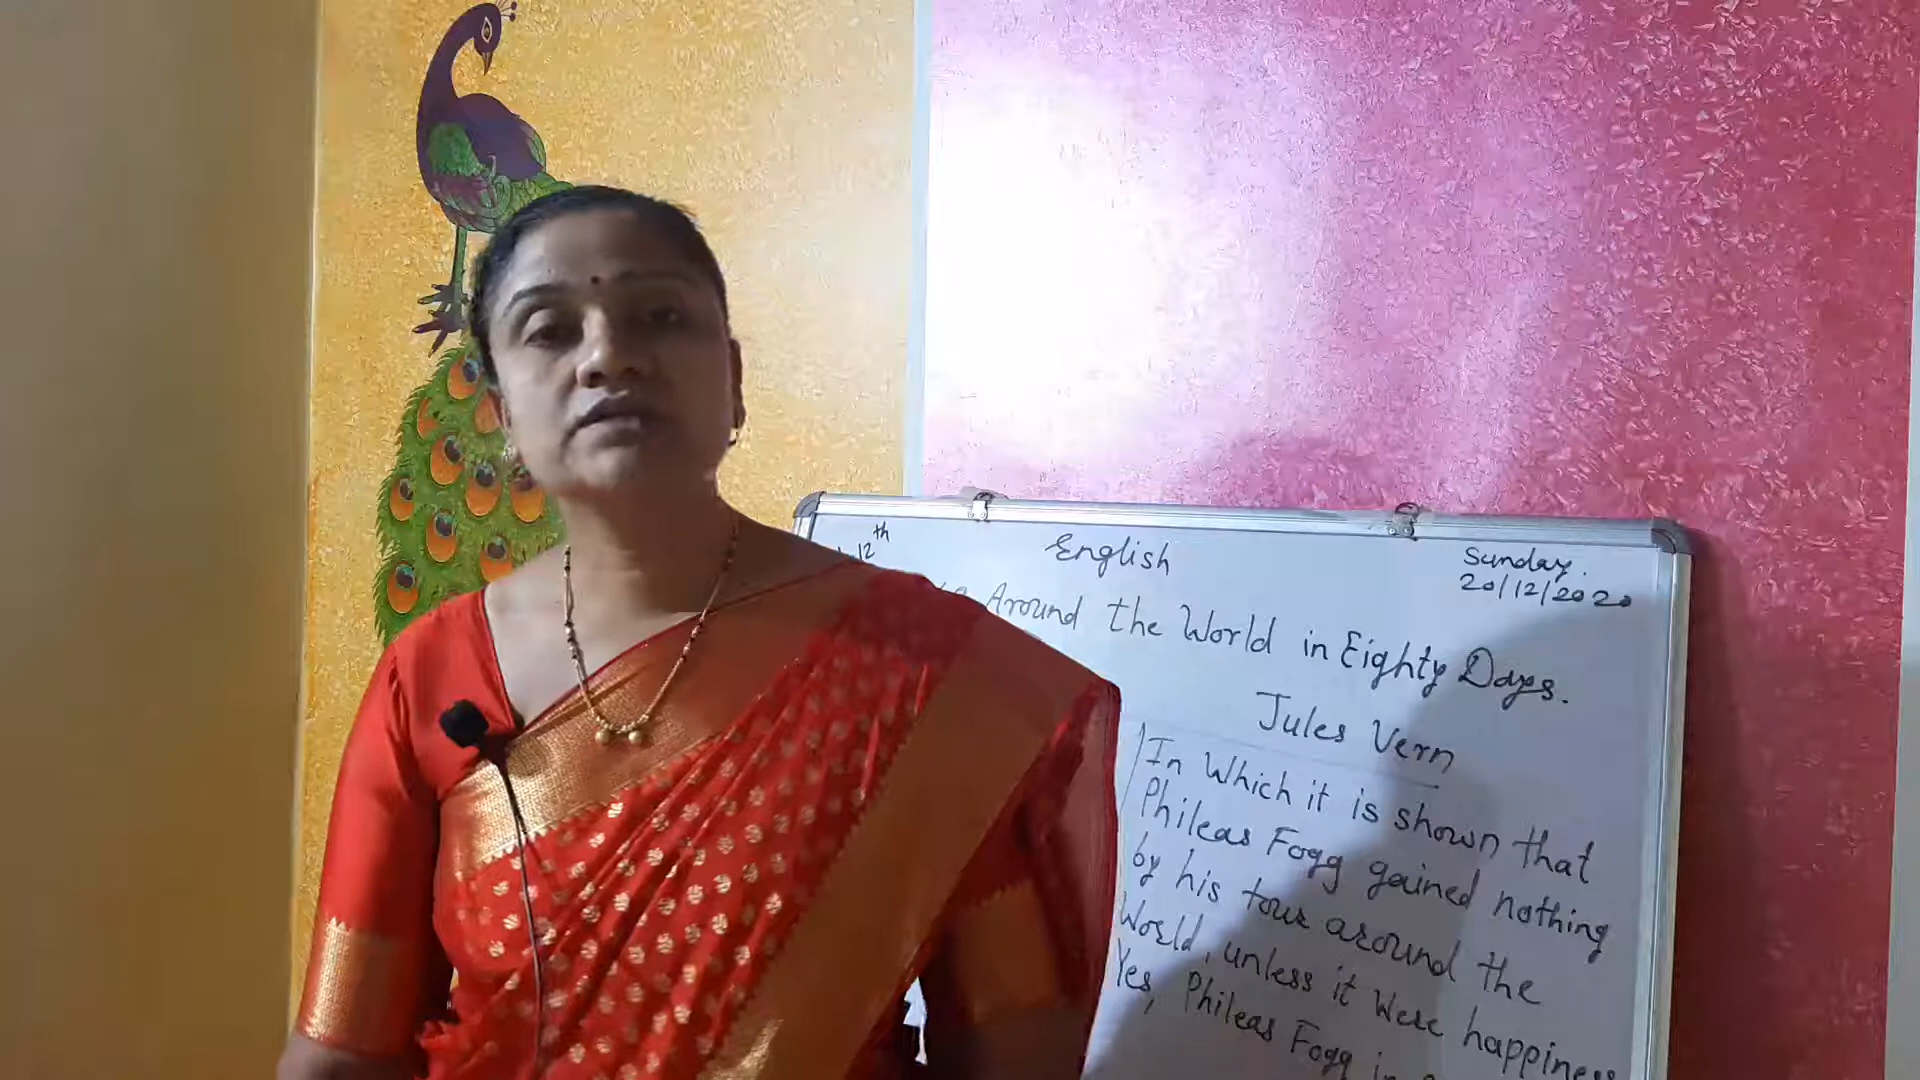 12th English Sunday.
20/12/2020
Around the World in Eighty Days.
Jules Vern
In Which it is shown that
Phileas Fogg gained nothing
by his tour around the
World, unless it were happiness
Yes, Phileas Fogg